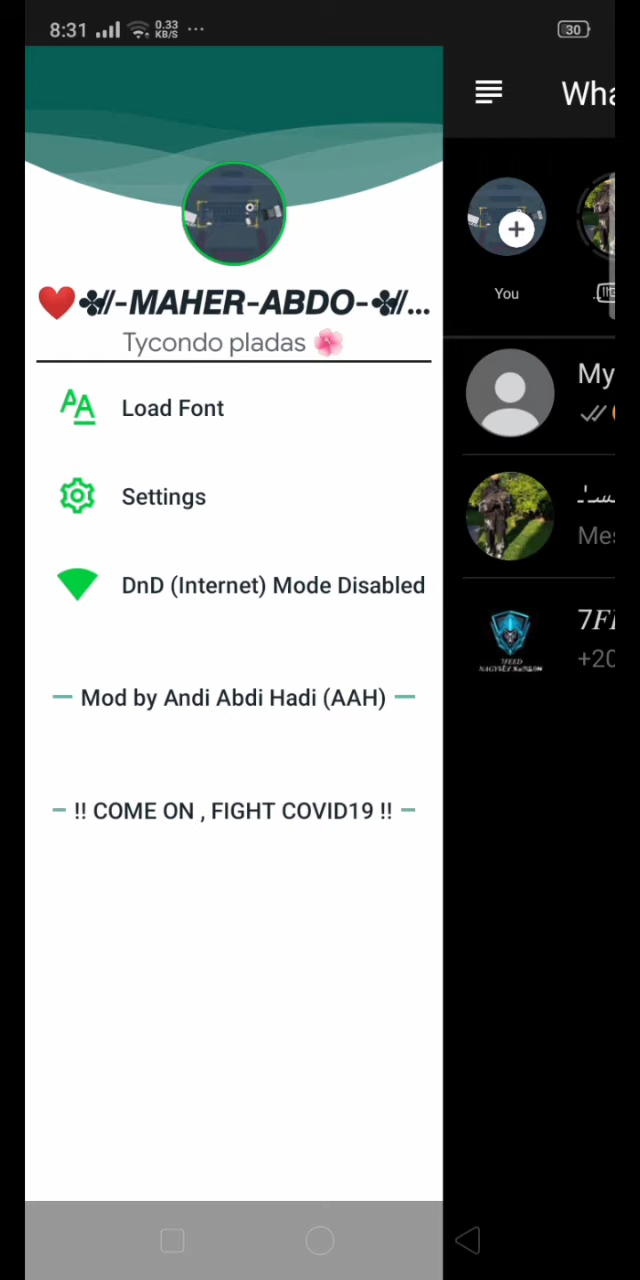 8:31 0.33 KB/S ... 30
Wha
❤️✤//-MAHER-ABDO-✤//...
Tycondo pladas 🌺
You
Load Font
My
Settings
Mes
DnD (Internet) Mode Disabled
7FE
+20
Mod by Andi Abdi Hadi (AAH)
!! COME ON , FIGHT COVID19 !!